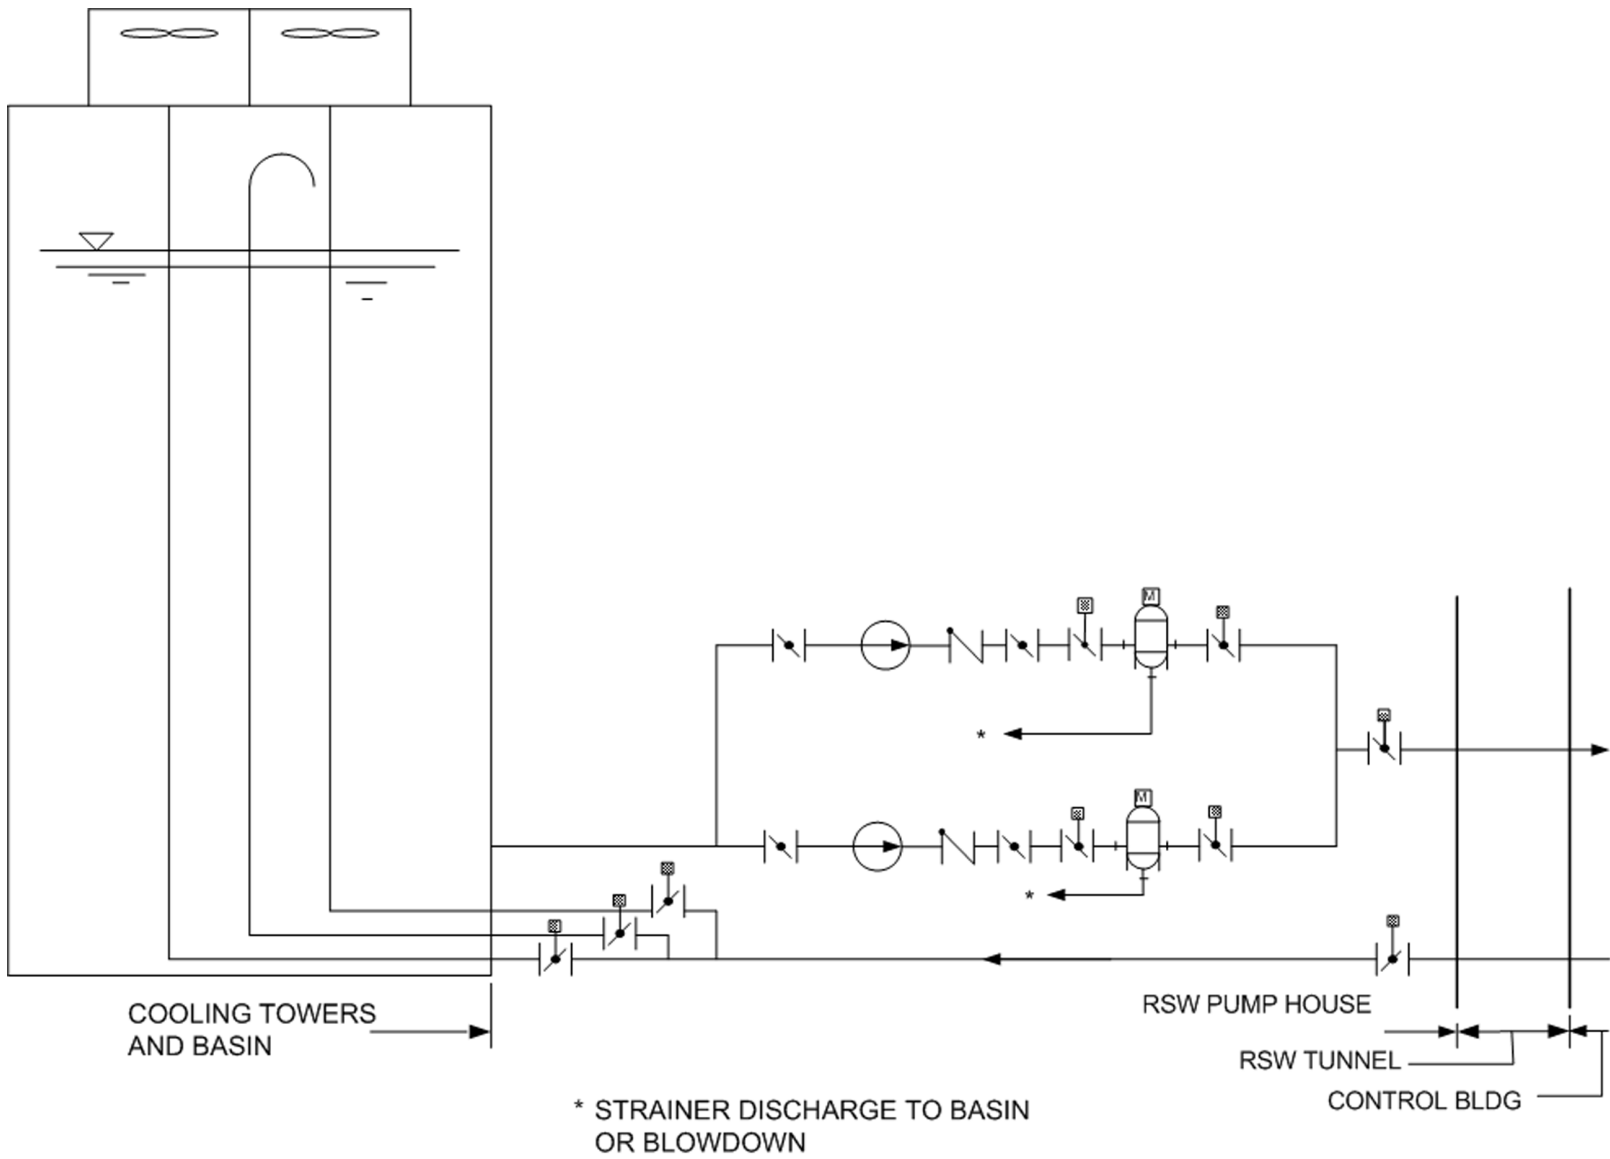 M
*
M
*
COOLING TOWERS
AND BASIN
RSW PUMP HOUSE
RSW TUNNEL
CONTROL BLDG
* STRAINER DISCHARGE TO BASIN
OR BLOWDOWN